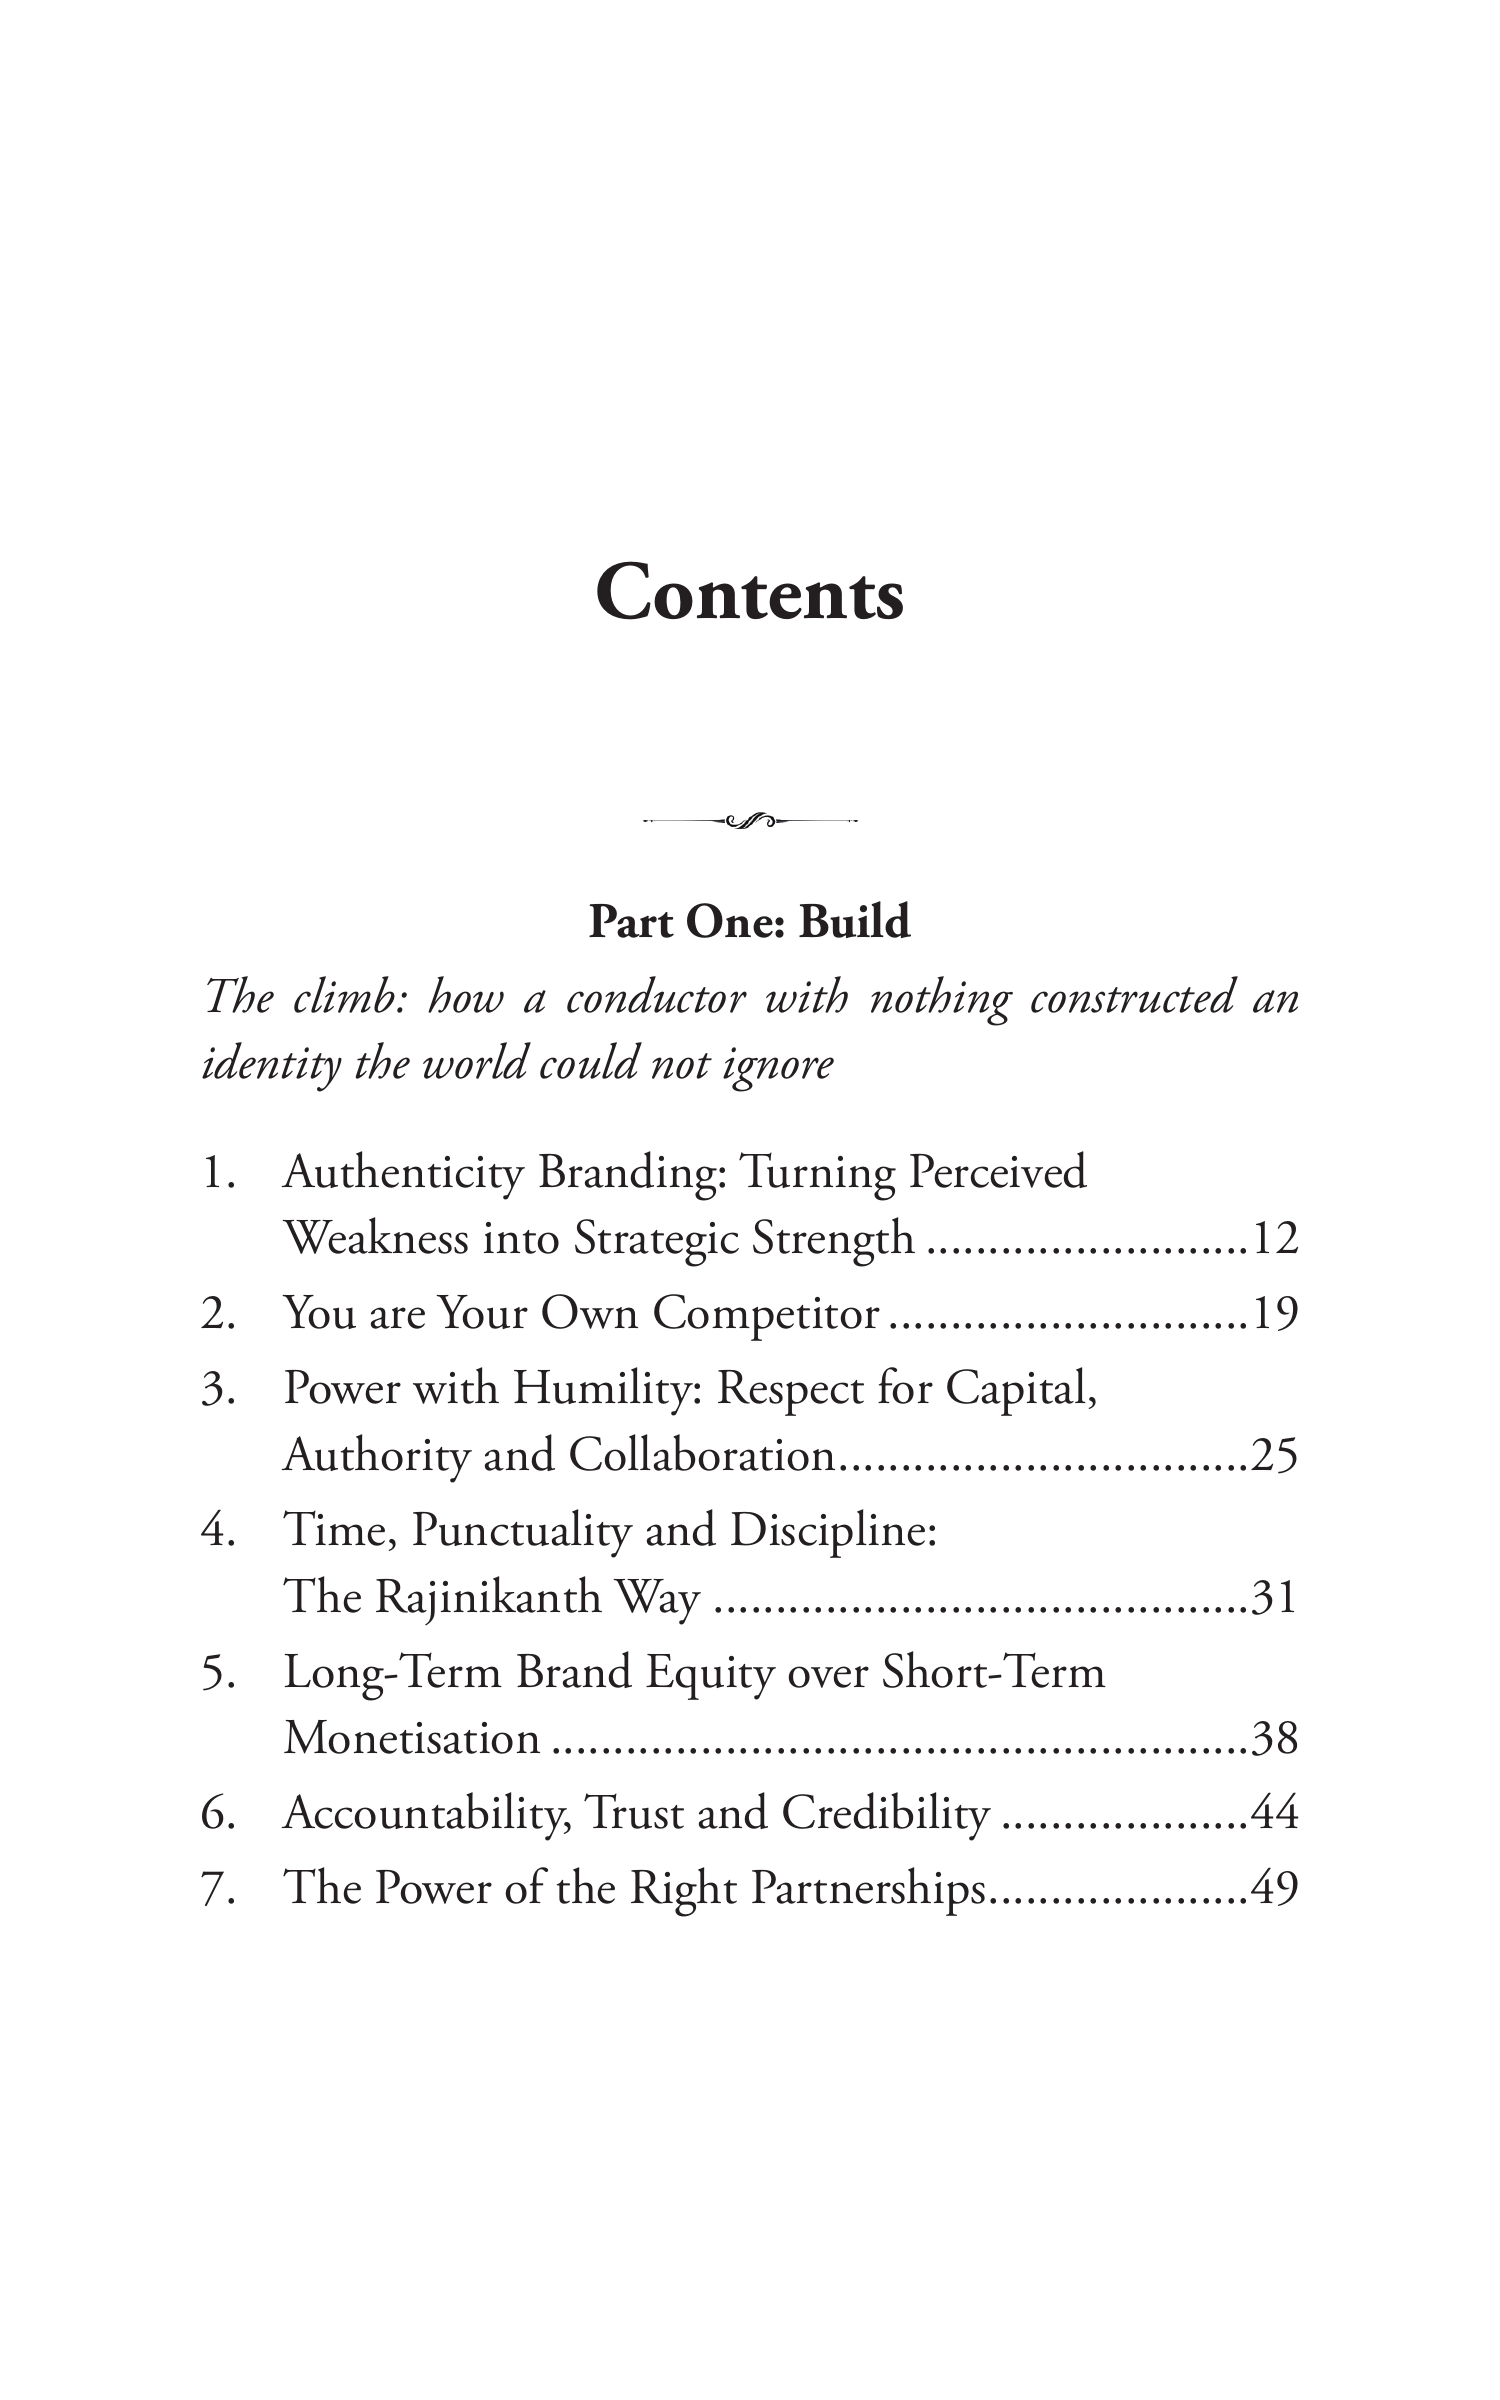 Contents
Part One: Build
The climb: how a conductor with nothing constructed an
identity the world could not ignore
1. Authenticity Branding: Turning Perceived
Weakness into Strategic Strength ..........................12
2. You are Your Own Competitor .............................19
3. Power with Humility: Respect for Capital,
Authority and Collaboration.................................25
4. Time, Punctuality and Discipline:
The Rajinikanth Way ...........................................31
5. Long-Term Brand Equity over Short-Term
Monetisation ........................................................38
6. Accountability, Trust and Credibility ....................44
7. The Power of the Right Partnerships.....................49